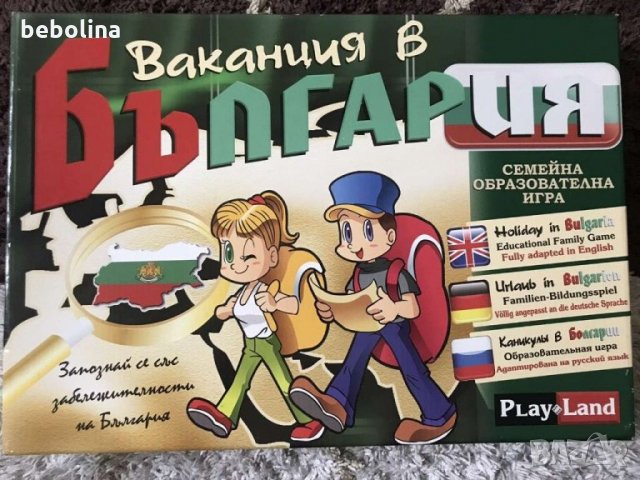 bebolina
Ваканция в
България
СЕМЕЙНА
ОБРАЗОВАТЕЛНА
ИГРА
Holiday in Bulgaria
Educational Family Game
Fully adapted in English
Urlaub in Bulgarien
Familien-Bildungsspiel
Völlig angepasst an die deutsche Sprache
Каникулы в Болгарии
Образовательная игра
Адаптирована на русский язык
Запознай се със
забележителности
на България
PLAY LAND